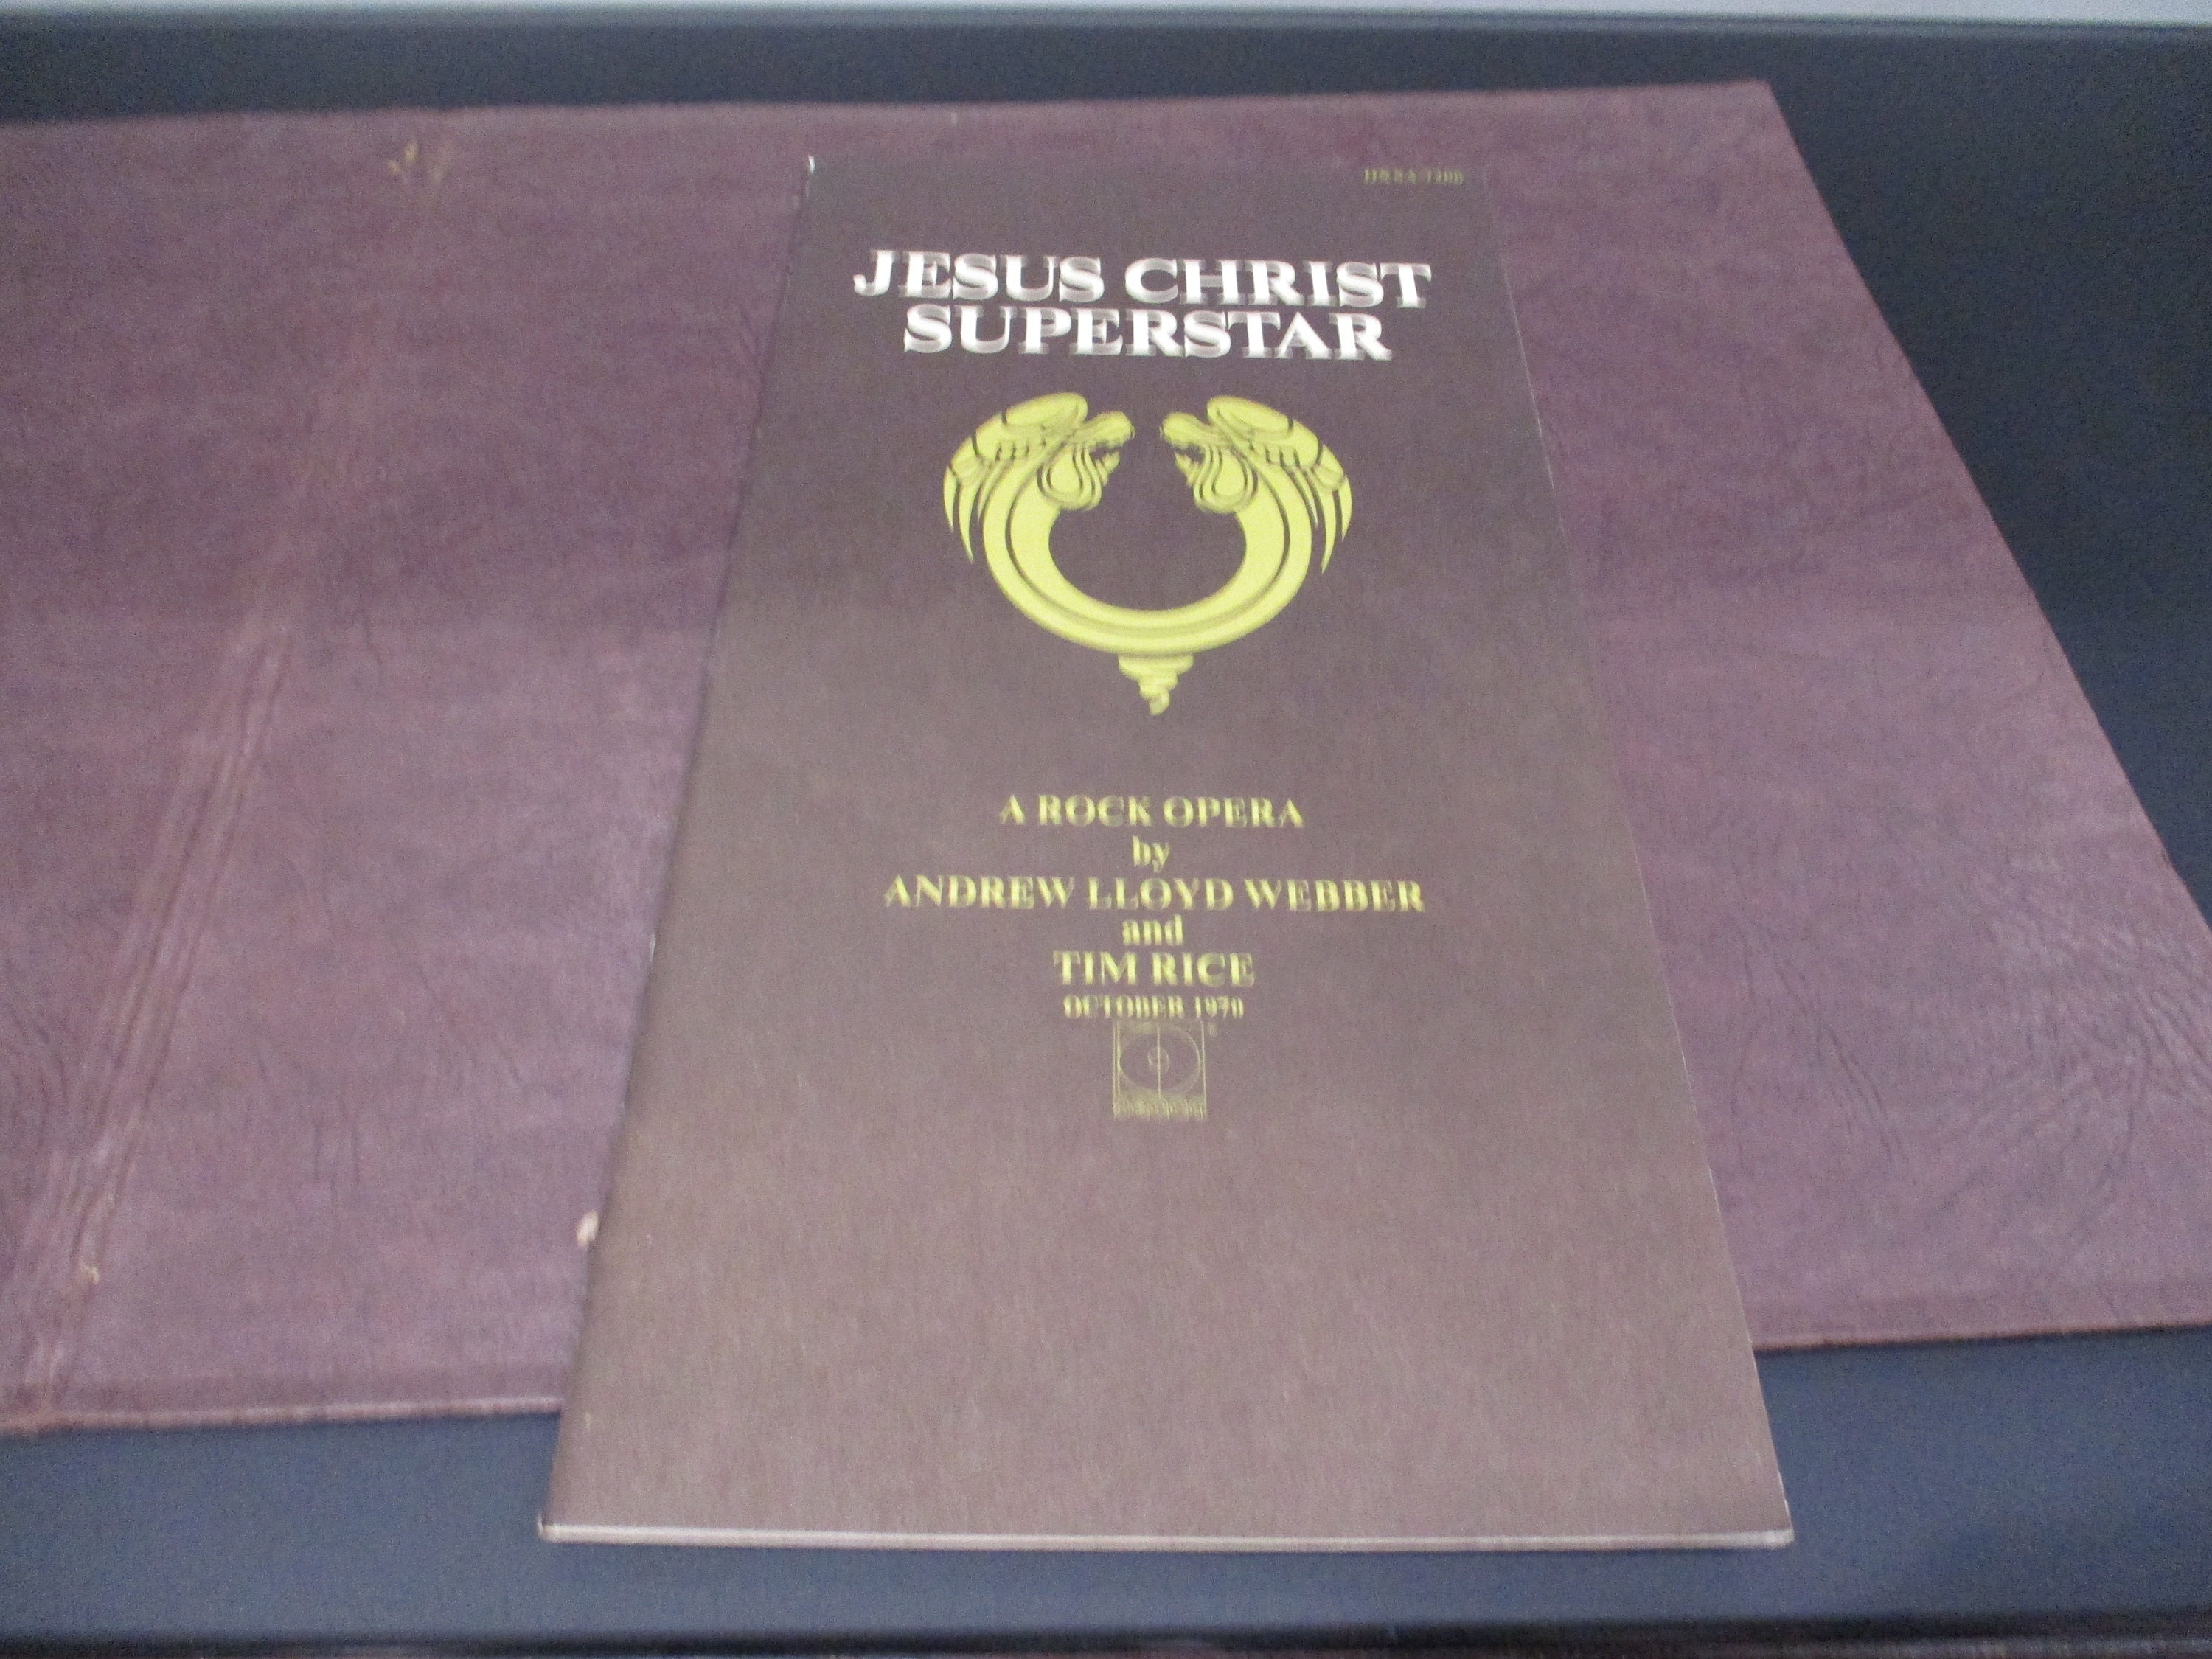 JESUS CHRIST
SUPERSTAR
A ROCK OPERA
by
ANDREW LLOYD WEBBER
and
TIM RICE
OCTOBER 1970